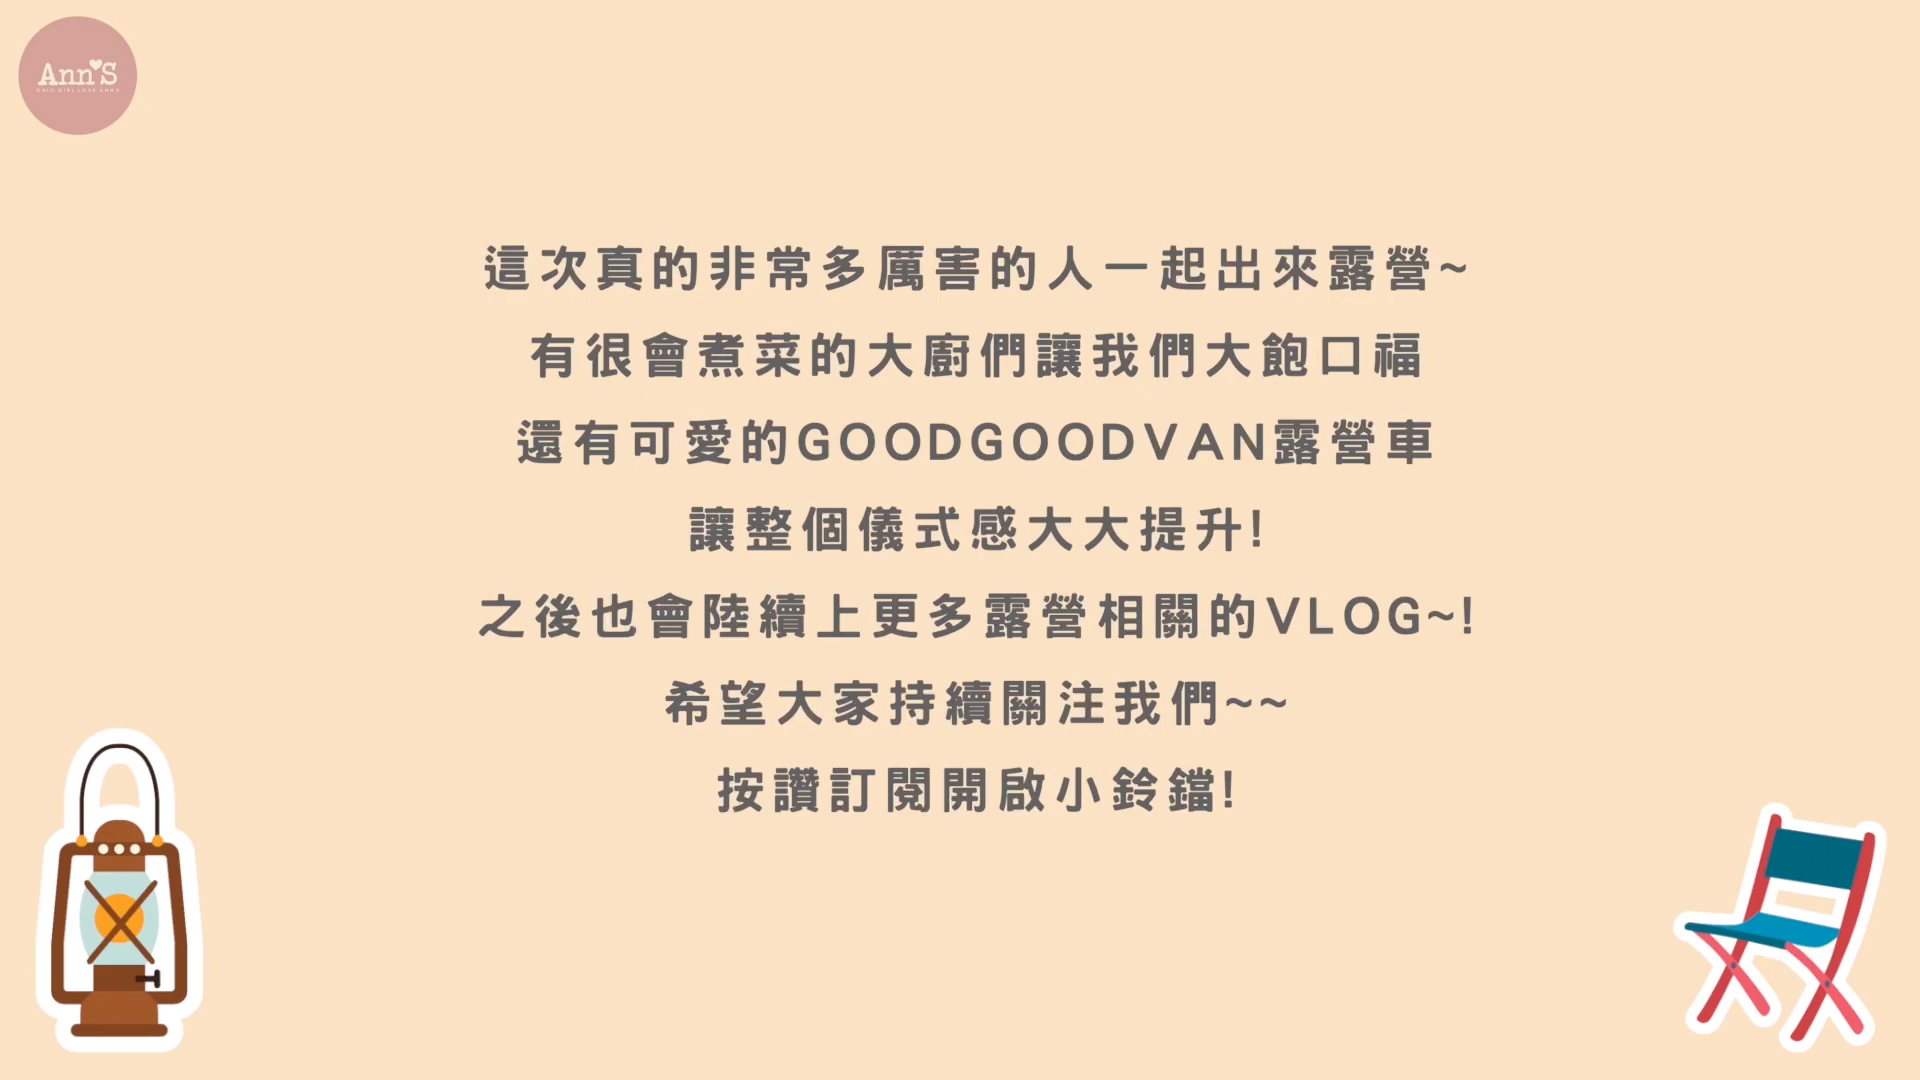 Ann'S
CHIC GIRL LOVE ANN'S
這次真的非常多厲害的人一起出來露營~
有很會煮菜的大廚們讓我們大飽口福
還有可愛的GOODGOODVAN露營車
讓整個儀式感大大提升!
之後也會陸續上更多露營相關的VLOG~!
希望大家持續關注我們~~
按讚訂閱開啟小鈴鐺!